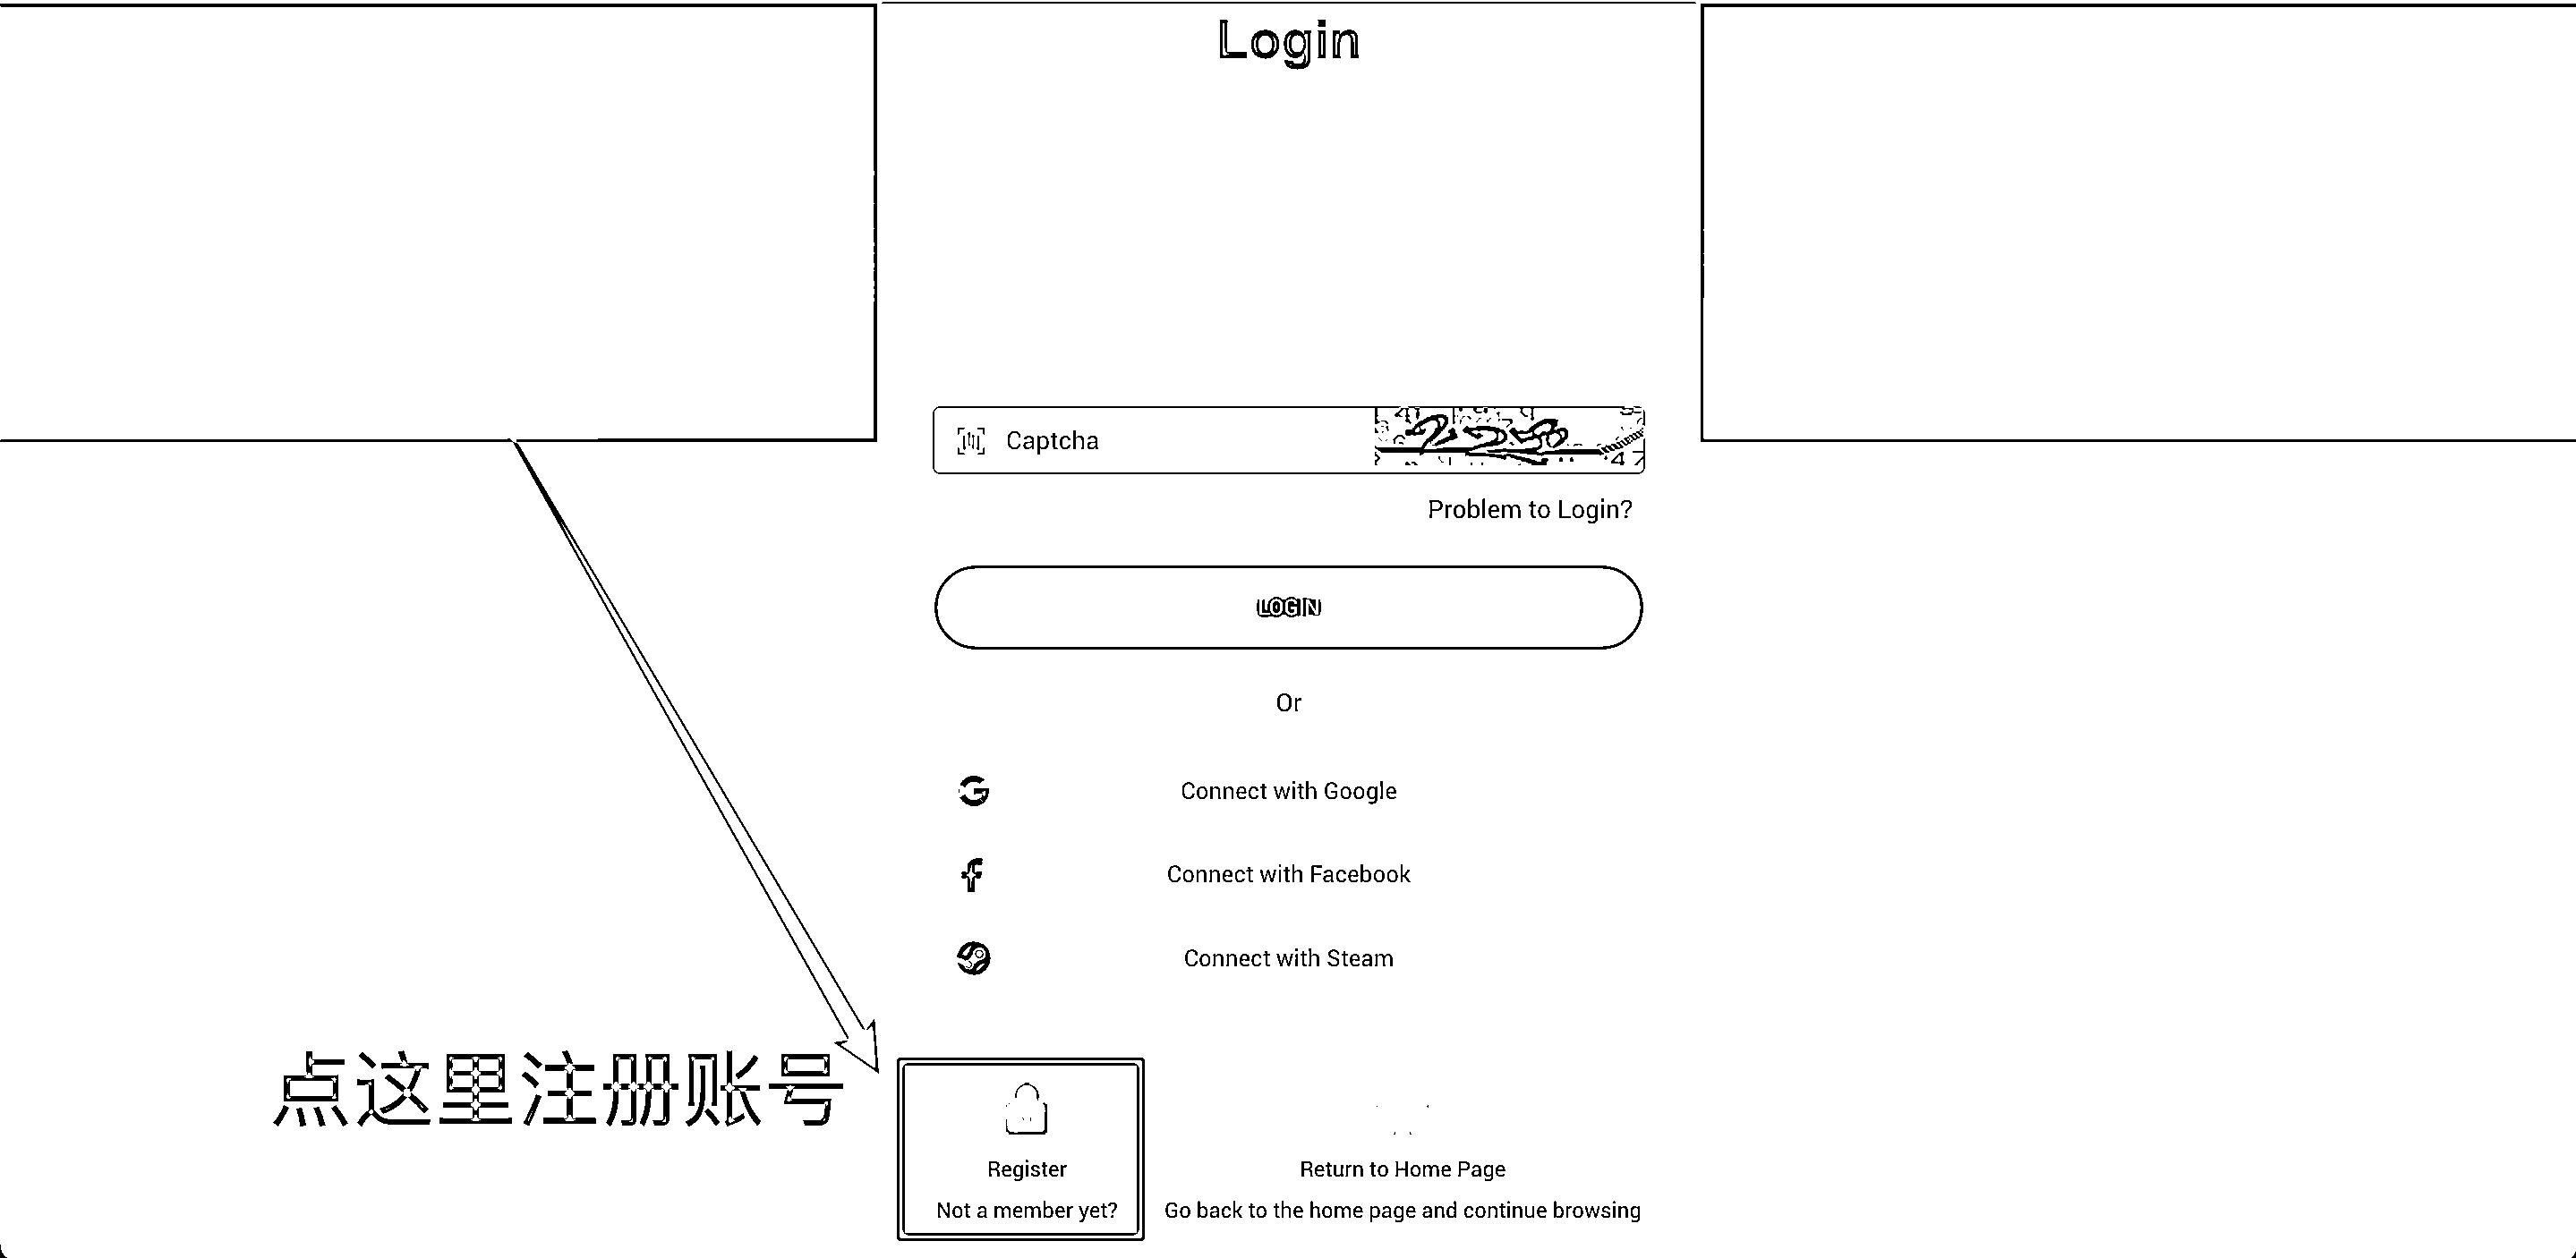 Login
Captcha
Problem to Login?
LOGIN
Or
Connect with Google
Connect with Facebook
Connect with Steam
点这里注册账号
Register
Not a member yet?
Return to Home Page
Go back to the home page and continue browsing